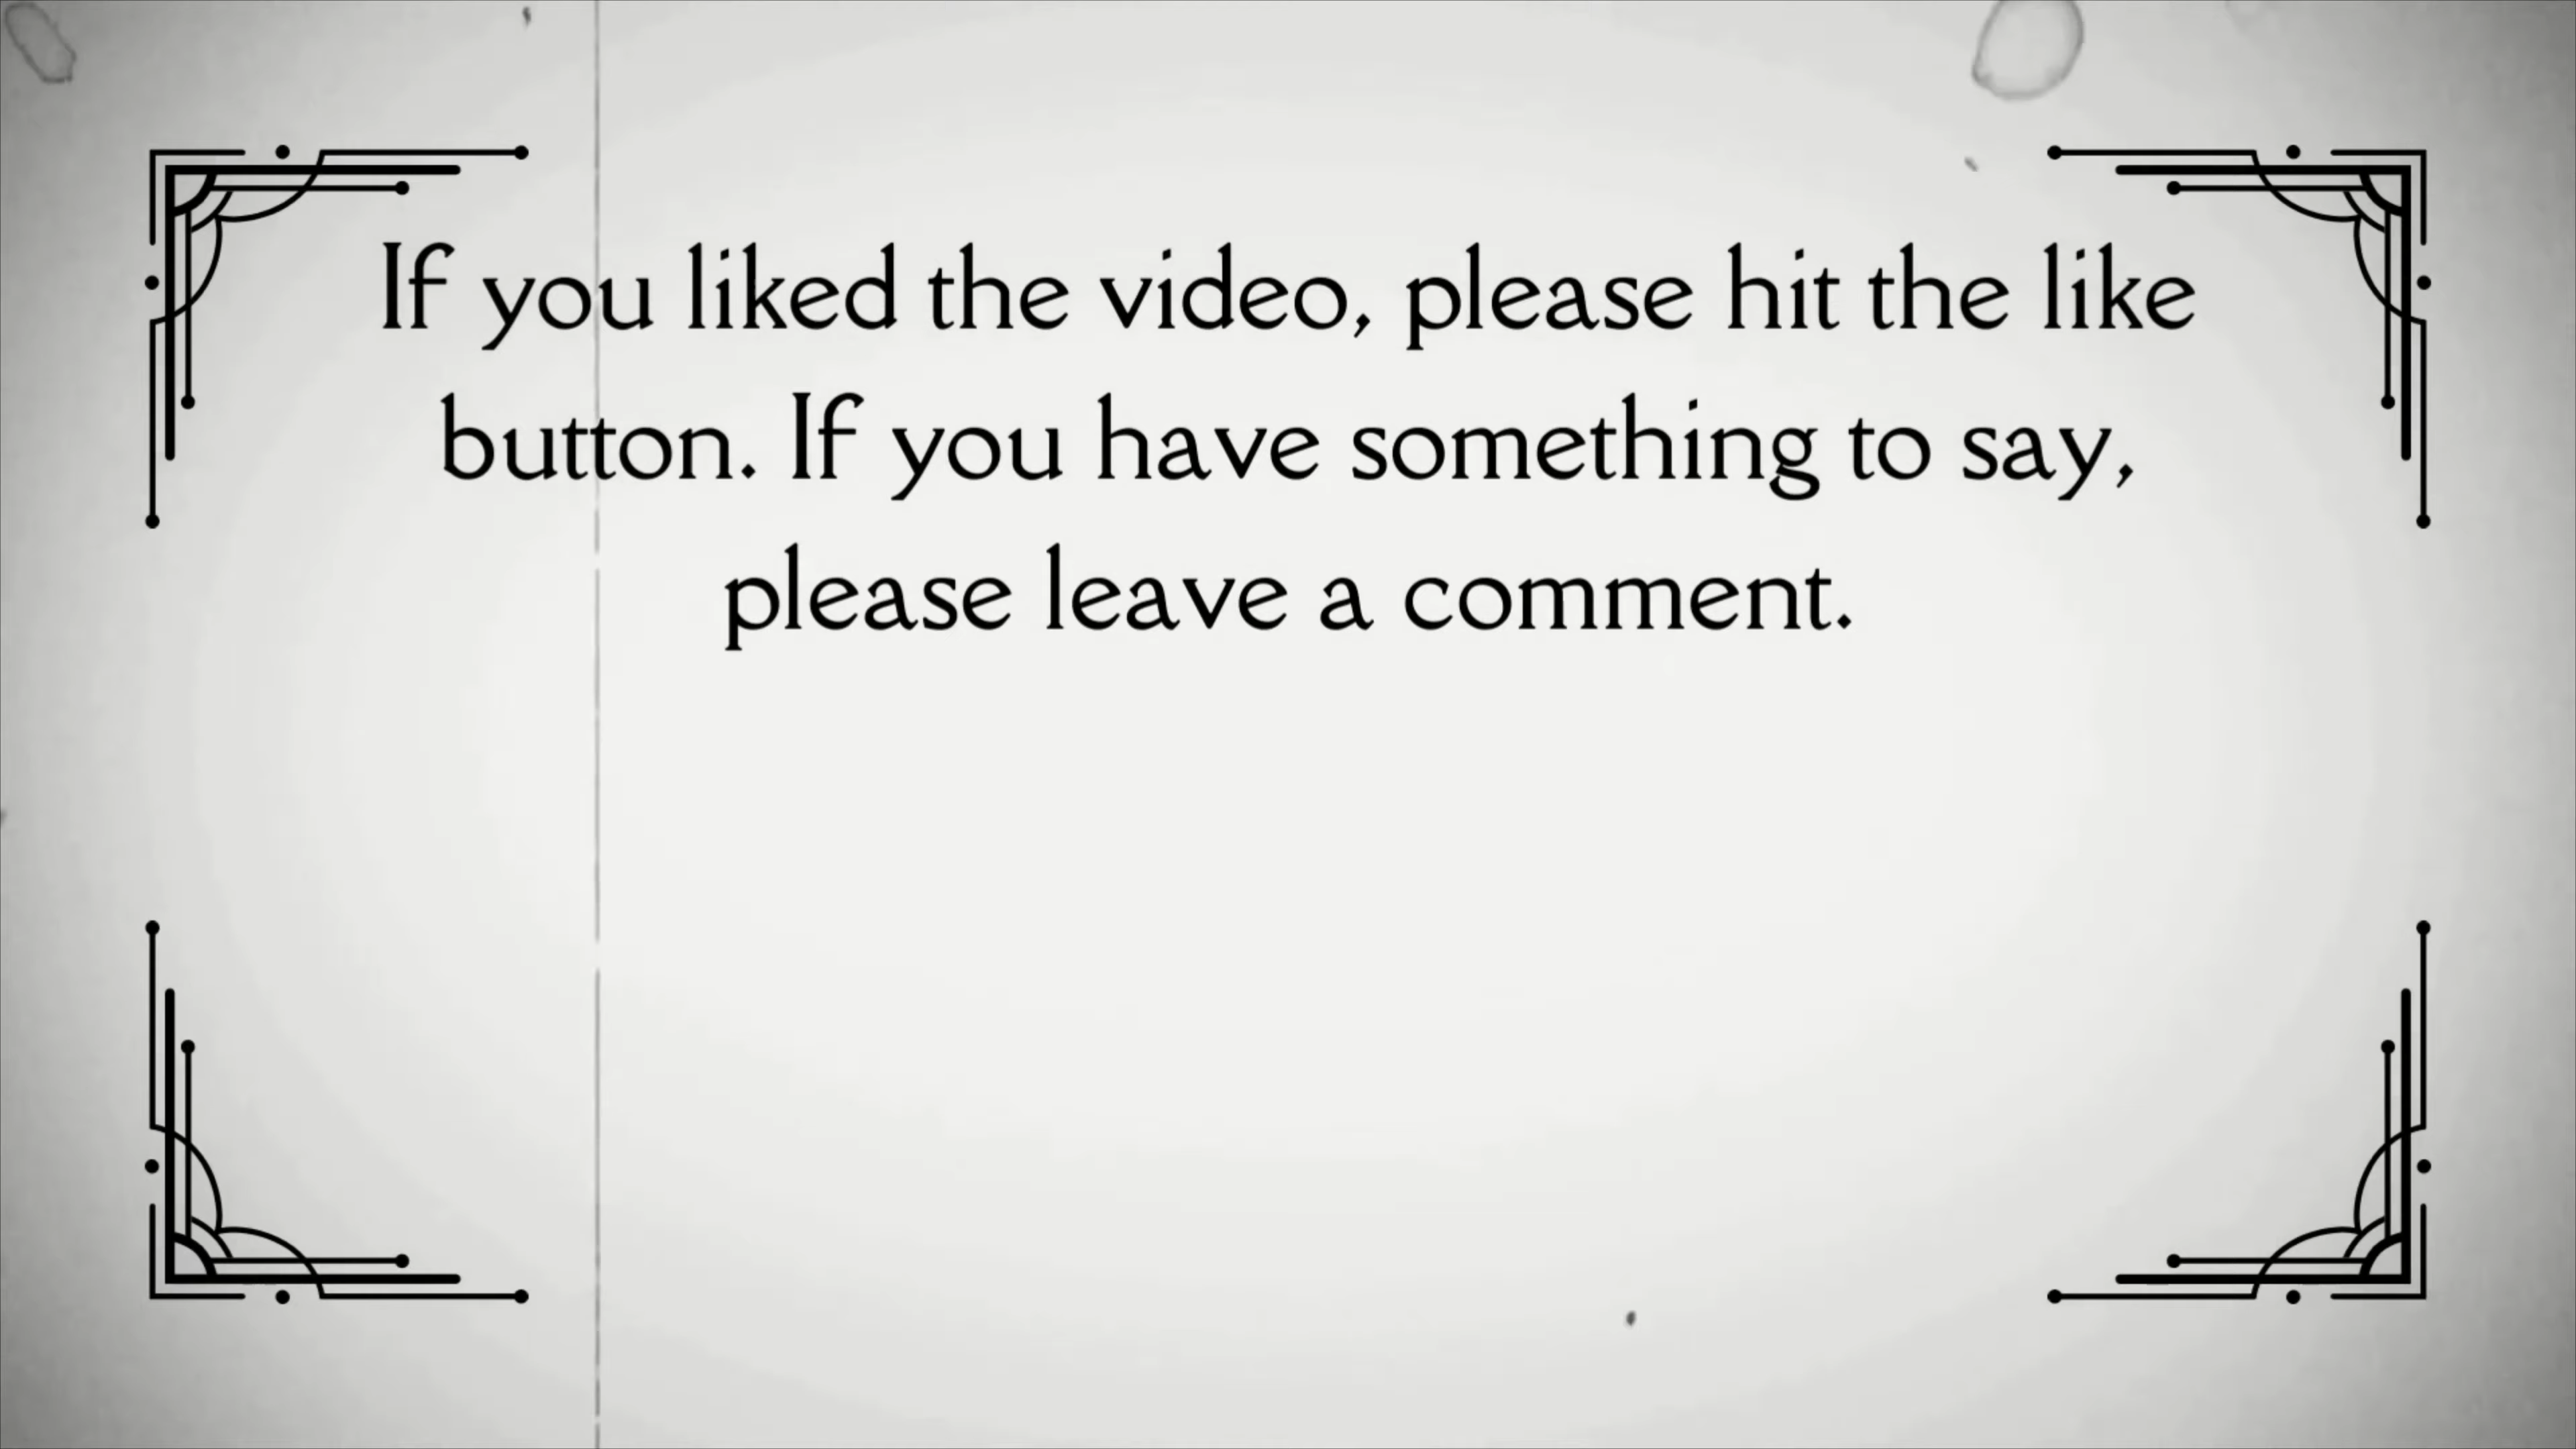 If you liked the video, please hit the like
button. If you have something to say,
please leave a comment.